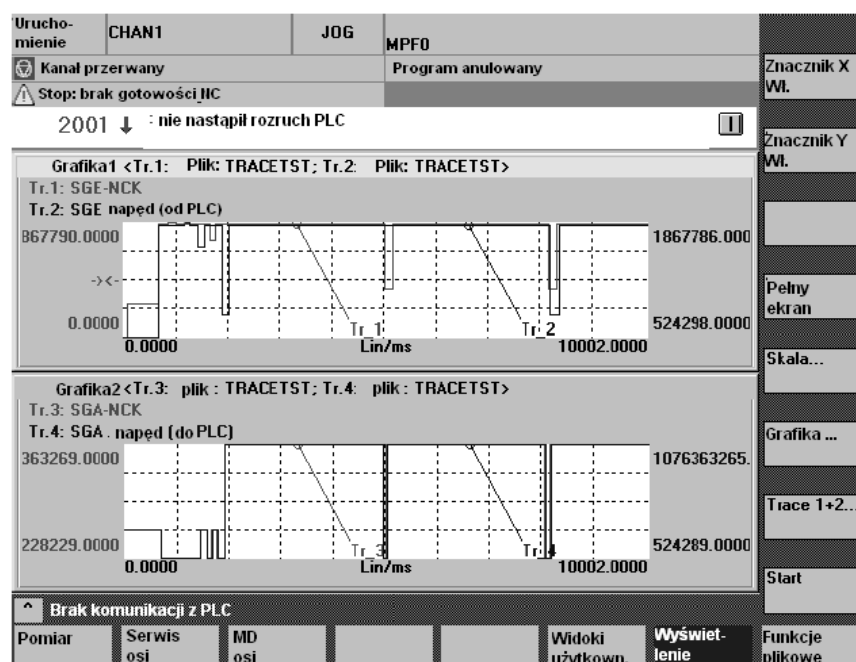 Urucho-
mienie
CHAN1
JOG
MPF0
Kanał przerwany
Program anulowany
Stop: brak gotowości NC
2001 ↓ : nie nastąpił rozruch PLC
Znacznik X
Wł.
Znacznik Y
Wł.
Pełny
ekran
Skala...
Grafika ...
Trace 1+2...
Start
Grafika1 <Tr.1: Plik: TRACETST; Tr.2: Plik: TRACETST>
Tr.1: SGE-NCK
Tr.2: SGE napęd (od PLC)
867790.0000
1867786.000
-><-
0.0000
524298.0000
Tr_1
Tr_2
0.0000
Lin/ms
10002.0000
Grafika2 <Tr.3: plik : TRACETST; Tr.4: plik : TRACETST>
Tr.3: SGA-NCK
Tr.4: SGA . napęd (do PLC)
363269.0000
1076363265.
228229.0000
524289.0000
Tr_3
Tr_4
0.0000
Lin/ms
10002.0000
^ Brak komunikacji z PLC
Pomiar
Serwis
osi
MD
osi
Widoki
użytkown.
Wyświet-
lenie
Funkcje
plikowe